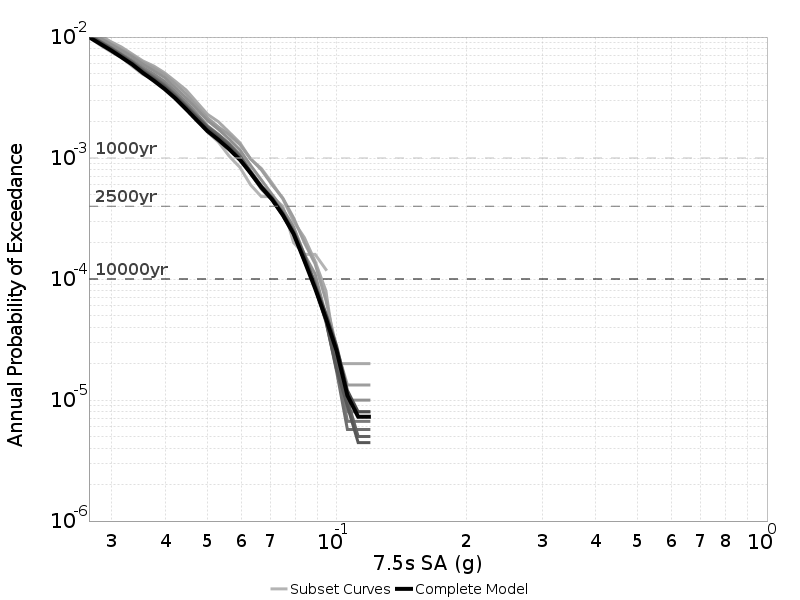 10-2
10-3
10-4
10-5
10-6
Annual Probability of Exceedance
1000yr
2500yr
10000yr
3 4 5 6 7 10-1 2 3 4 5 6 7 8 100
7.5s SA (g)
Subset Curves Complete Model